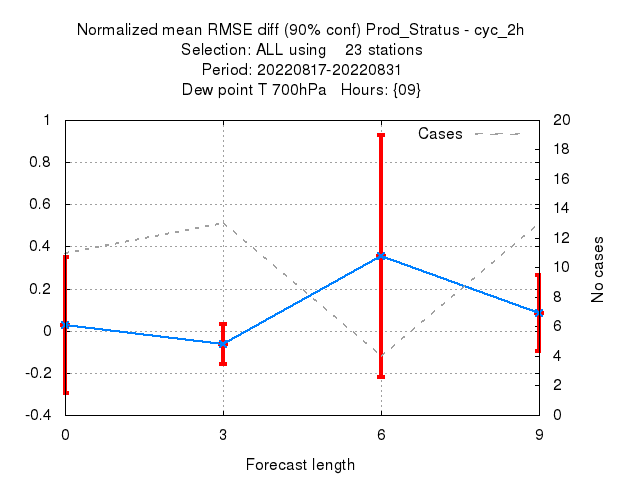 Normalized mean RMSE diff (90% conf) Prod_Stratus - cyc_2h
Selection: ALL using    23 stations
Period: 20220817-20220831
Dew point T 700hPa   Hours: {09}
Cases
1
0.8
0.6
0.4
0.2
0
-0.2
-0.4
20
18
16
14
12
10
8
6
4
2
0
No cases
0 3 6 9
Forecast length